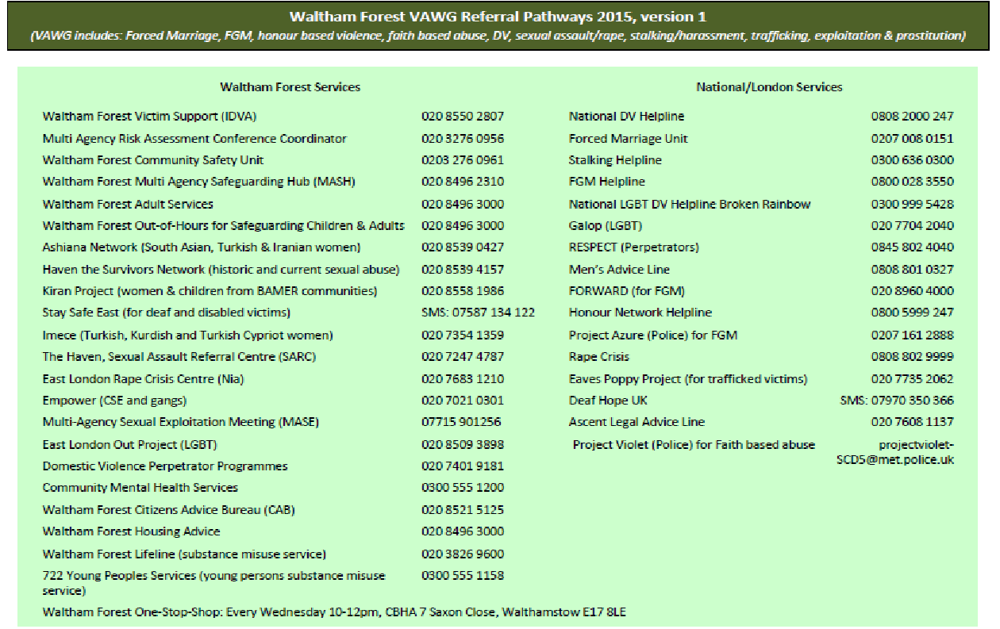 Waltham Forest VAWG Referral Pathways 2015, version 1
(VAWG includes: Forced Marriage, FGM, honour based violence, faith based abuse, DV, sexual assault/rape, stalking/harassment, trafficking, exploitation & prostitution)
Waltham Forest Services
Waltham Forest Victim Support (IDVA) 020 8550 2807
Multi Agency Risk Assessment Conference Coordinator 020 3276 0956
Waltham Forest Community Safety Unit 0203 276 0961
Waltham Forest Multi Agency Safeguarding Hub (MASH) 020 8496 2310
Waltham Forest Adult Services 020 8496 3000
Waltham Forest Out-of-Hours for Safeguarding Children & Adults 020 8496 3000
Ashiana Network (South Asian, Turkish & Iranian women) 020 8539 0427
Haven the Survivors Network (historic and current sexual abuse) 020 8539 4157
Kiran Project (women & children from BAMER communities) 020 8558 1986
Stay Safe East (for deaf and disabled victims) SMS: 07587 134 122
Imece (Turkish, Kurdish and Turkish Cypriot women) 020 7354 1359
The Haven, Sexual Assault Referral Centre (SARC) 020 7247 4787
East London Rape Crisis Centre (Nia) 020 7683 1210
Empower (CSE and gangs) 020 7021 0301
Multi-Agency Sexual Exploitation Meeting (MASE) 07715 901256
East London Out Project (LGBT) 020 8509 3898
Domestic Violence Perpetrator Programmes 020 7401 9181
Community Mental Health Services 0300 555 1200
Waltham Forest Citizens Advice Bureau (CAB) 020 8521 5125
Waltham Forest Housing Advice 020 8496 3000
Waltham Forest Lifeline (substance misuse service) 020 3826 9600
722 Young Peoples Services (young persons substance misuse 0300 555 1158
service)
Waltham Forest One-Stop-Shop: Every Wednesday 10-12pm, CBHA 7 Saxon Close, Walthamstow E17 8LE
National/London Services
National DV Helpline 0808 2000 247
Forced Marriage Unit 0207 008 0151
Stalking Helpline 0300 636 0300
FGM Helpline 0800 028 3550
National LGBT DV Helpline Broken Rainbow 0300 999 5428
Galop (LGBT) 020 7704 2040
RESPECT (Perpetrators) 0845 802 4040
Men's Advice Line 0808 801 0327
FORWARD (for FGM) 020 8960 4000
Honour Network Helpline 0800 5999 247
Project Azure (Police) for FGM 0207 161 2888
Rape Crisis 0808 802 9999
Eaves Poppy Project (for trafficked victims) 020 7735 2062
Deaf Hope UK SMS: 07970 350 366
Ascent Legal Advice Line 020 7608 1137
Project Violet (Police) for Faith based abuse projectviolet-
SCD5@met.police.uk